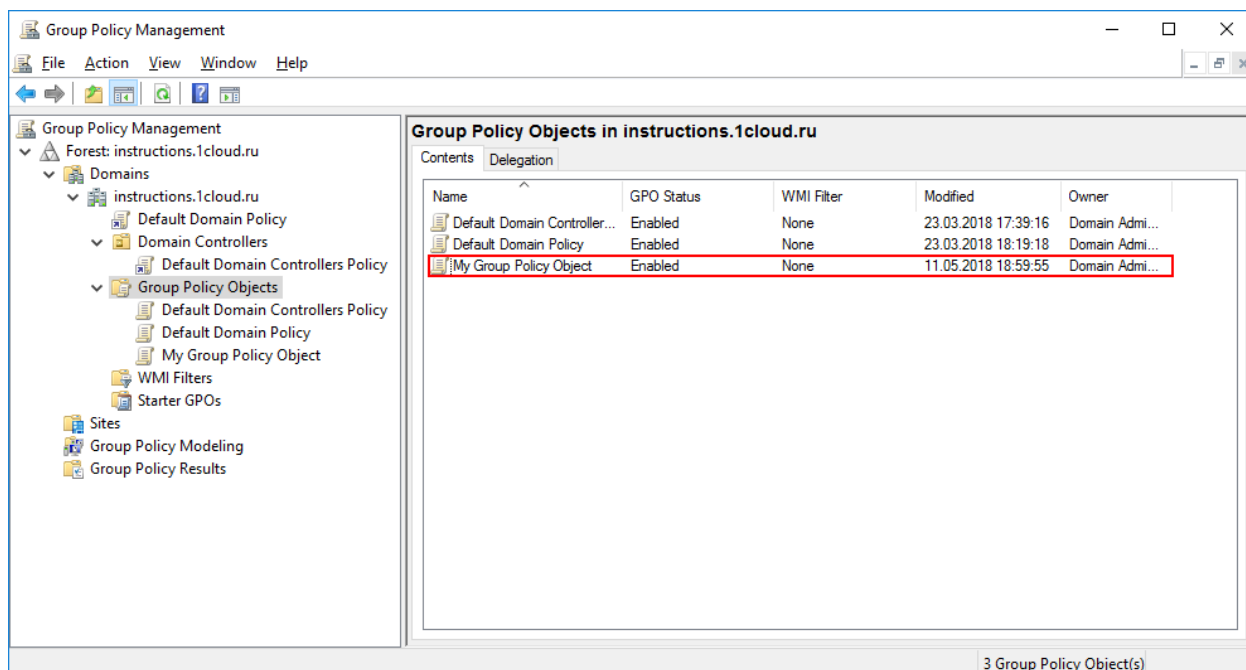 Group Policy Management
File Action View Window Help
Group Policy Management
Forest: instructions.1cloud.ru
Domains
instructions.1cloud.ru
Default Domain Policy
Domain Controllers
Default Domain Controllers Policy
Group Policy Objects
Default Domain Controllers Policy
Default Domain Policy
My Group Policy Object
WMI Filters
Starter GPOs
Sites
Group Policy Modeling
Group Policy Results
Group Policy Objects in instructions.1cloud.ru
Contents Delegation
Name GPO Status WMI Filter Modified Owner
Default Domain Controller... Enabled None 23.03.2018 17:39:16 Domain Admi...
Default Domain Policy Enabled None 23.03.2018 18:19:18 Domain Admi...
My Group Policy Object Enabled None 11.05.2018 18:59:55 Domain Admi...
3 Group Policy Object(s)